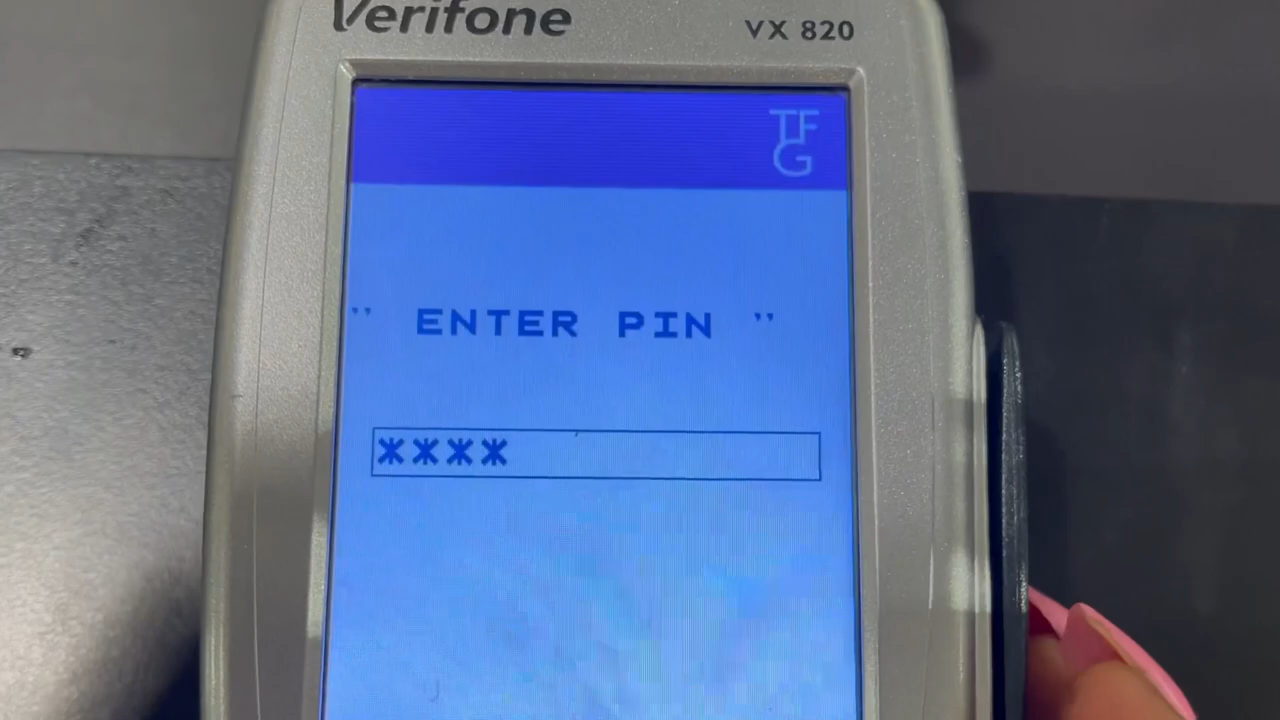 Verifone
VX 820
TFG
" ENTER PIN "
****